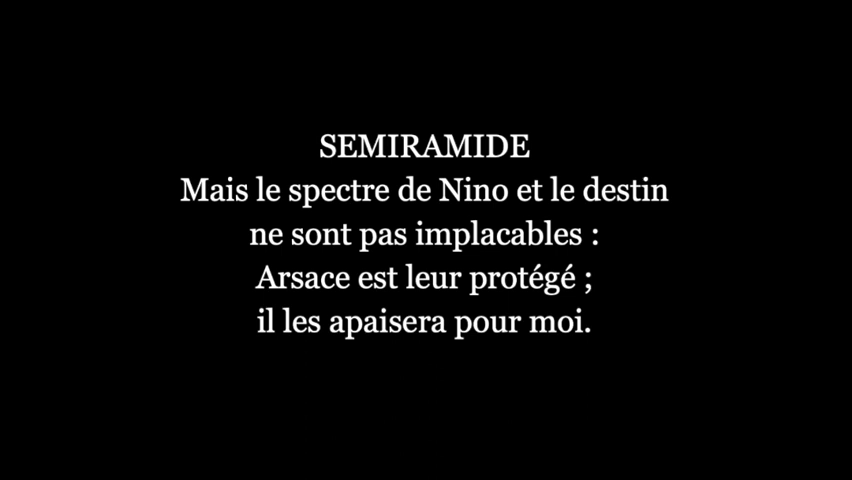 SEMIRAMIDE
Mais le spectre de Nino et le destin
ne sont pas implacables :
Arsace est leur protégé ;
il les apaisera pour moi.